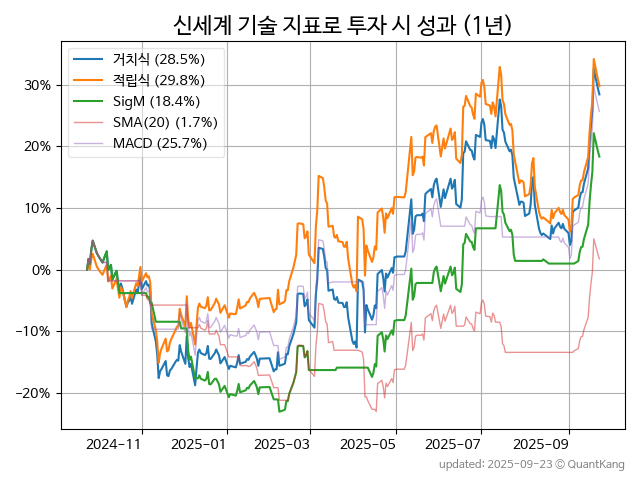 신세계 기술 지표로 투자 시 성과 (1년)
거치식 (28.5%)
적립식 (29.8%)
SigM (18.4%)
SMA(20) (1.7%)
MACD (25.7%)
30%
20%
10%
0%
−10%
−20%
2024-11
2025-01
2025-03
2025-05
2025-07
2025-09
updated: 2025-09-23 © QuantKang